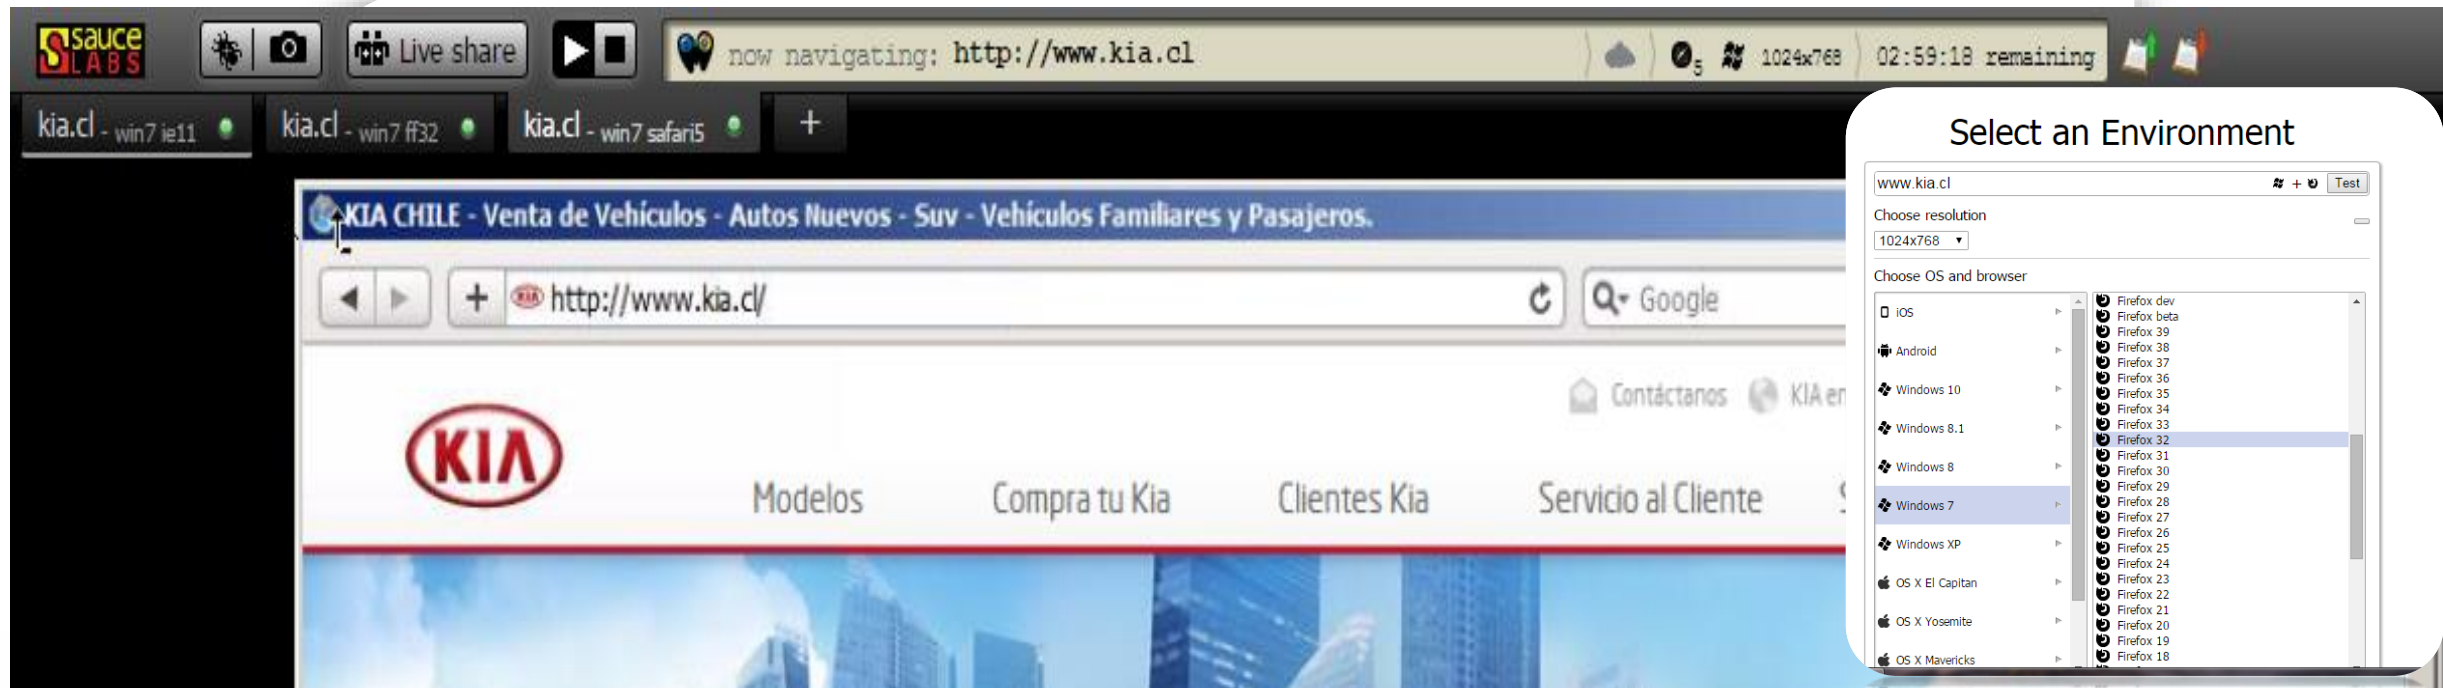 sauce LABS
Live share
now navigating: http://www.kia.cl
5
1024x768
02:59:18 remaining
kia.cl - win7 ie11
kia.cl - win7 ff32
kia.cl - win7 safari5
+
KIA CHILE - Venta de Vehículos - Autos Nuevos - Suv - Vehículos Familiares y Pasajeros.
+ http://www.kia.cl/
Google
Contáctanos
KIA en
KIA
Modelos
Compra tu Kia
Clientes Kia
Servicio al Cliente
S
Select an Environment
www.kia.cl
+
Test
Choose resolution
1024x768
Choose OS and browser
iOS
Android
Windows 10
Windows 8.1
Windows 8
Windows 7
Windows XP
OS X El Capitan
OS X Yosemite
OS X Mavericks
Firefox dev
Firefox beta
Firefox 39
Firefox 38
Firefox 37
Firefox 36
Firefox 35
Firefox 34
Firefox 33
Firefox 32
Firefox 31
Firefox 30
Firefox 29
Firefox 28
Firefox 27
Firefox 26
Firefox 25
Firefox 24
Firefox 23
Firefox 22
Firefox 21
Firefox 20
Firefox 19
Firefox 18